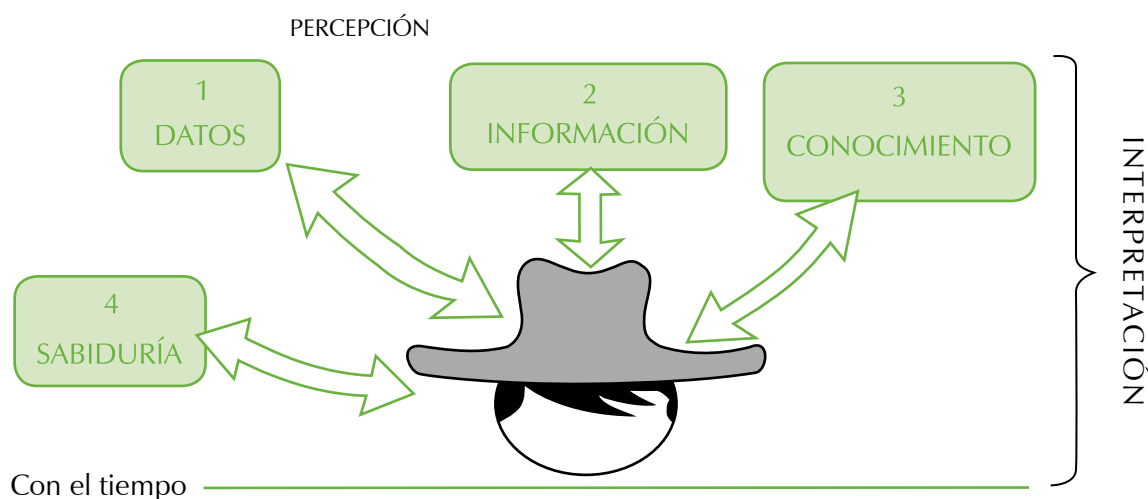 PERCEPCIÓN
1
DATOS
2
INFORMACIÓN
3
CONOCIMIENTO
4
SABIDURÍA
INTERPRETACIÓN
Con el tiempo